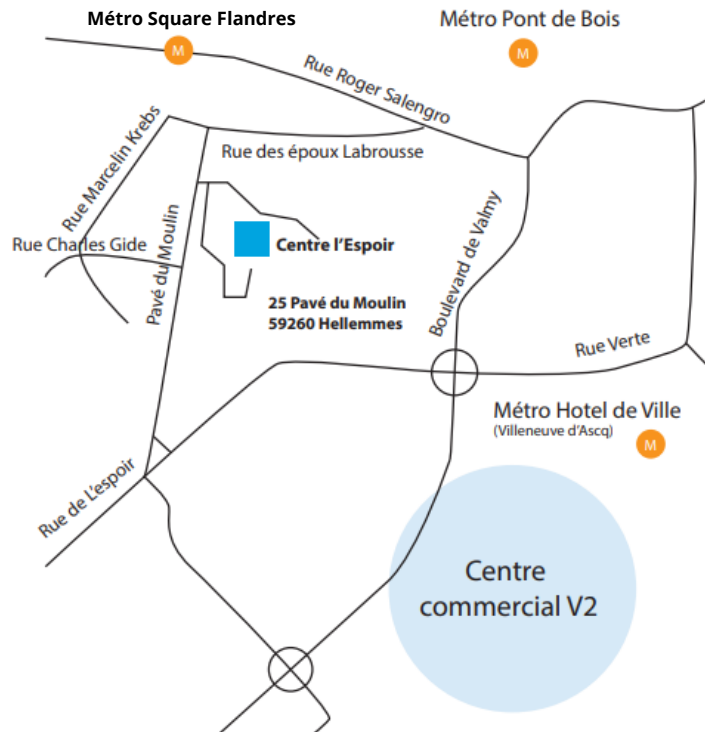 Métro Square Flandres
Métro Pont de Bois
M
M
Rue Roger Salengro
Rue Marcelin Krebs
Rue des époux Labrousse
Rue Charles Gide
Pavé du Moulin
Centre l'Espoir
Boulevard de Valmy
25 Pavé du Moulin
59260 Hellemmes
Rue Verte
Métro Hotel de Ville
(Villeneuve d'Ascq)
M
Rue de L'espoir
Centre
commercial V2